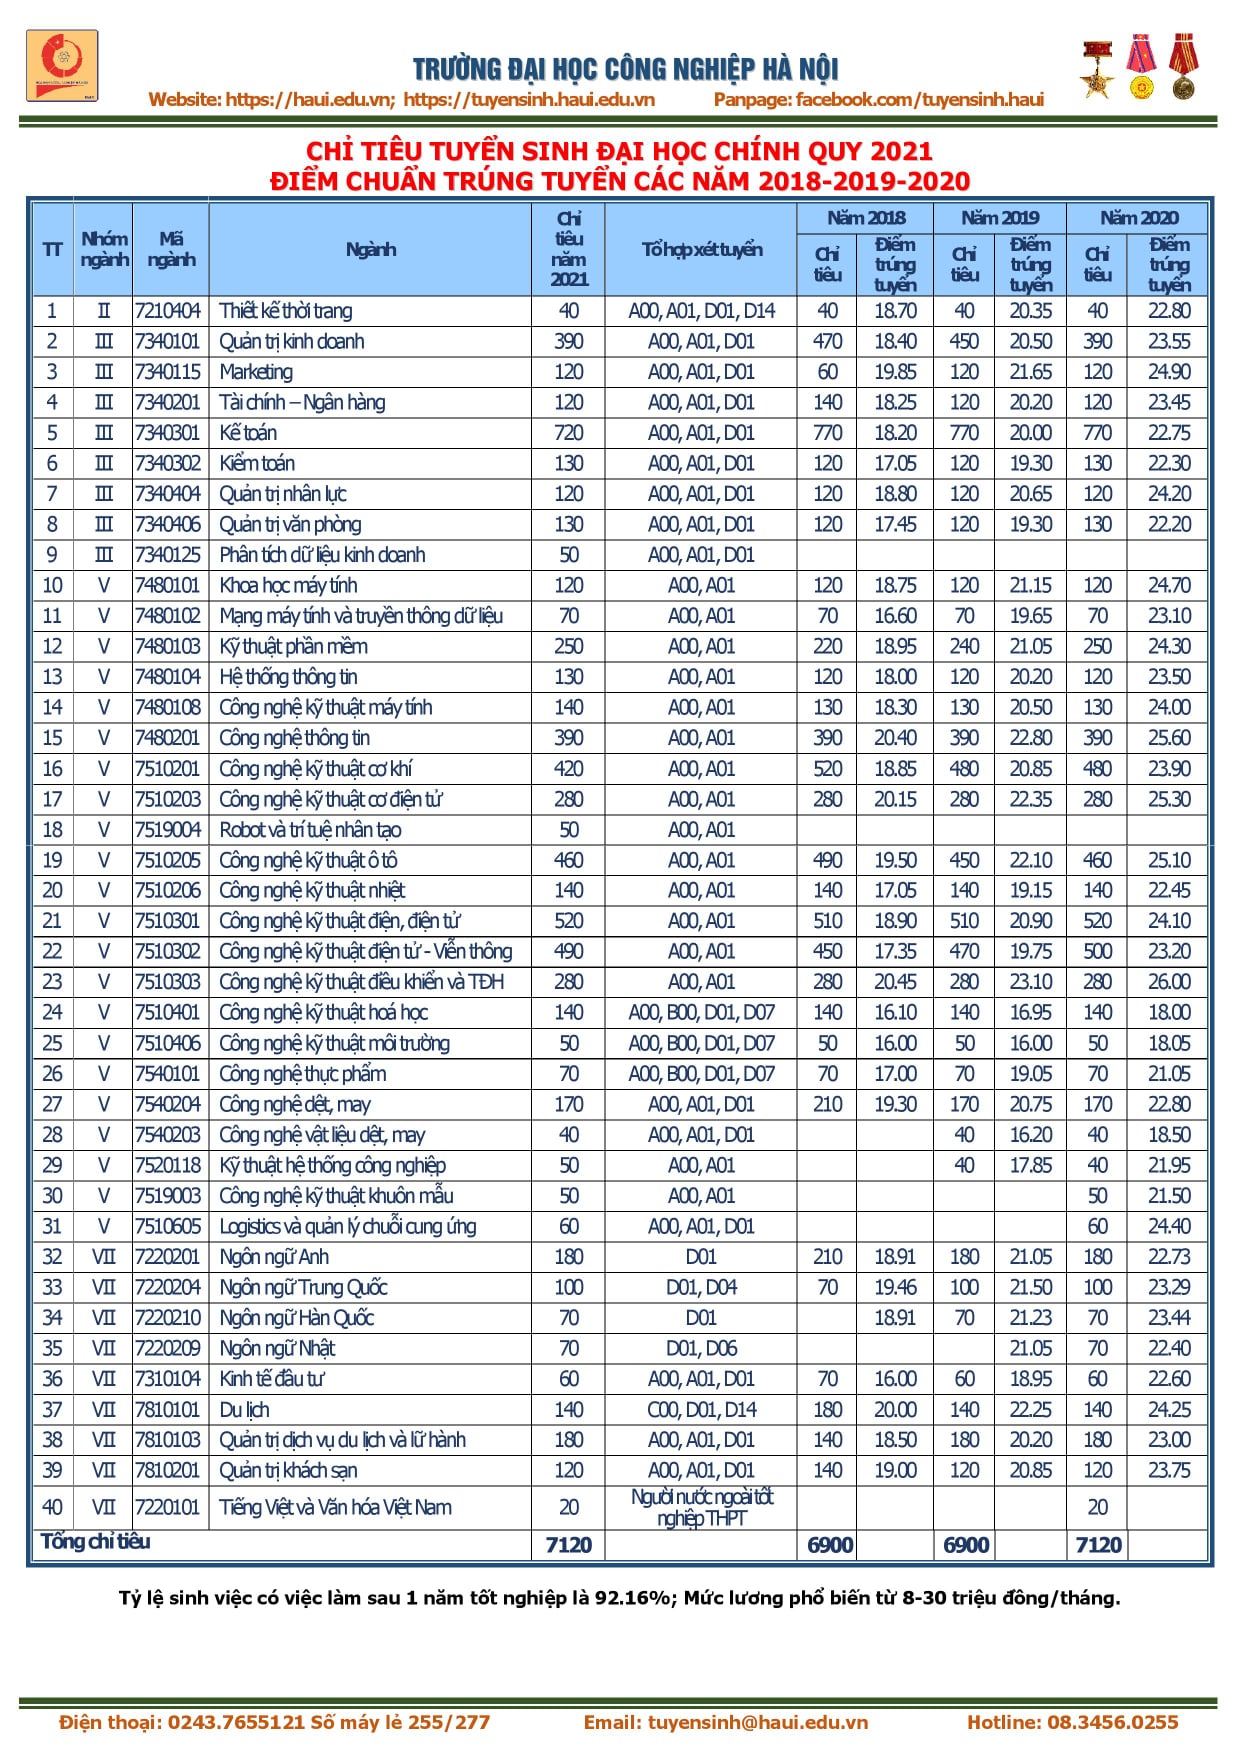 TRƯỜNG ĐẠI HỌC CÔNG NGHIỆP HÀ NỘI
Website: https://haui.edu.vn; https://tuyensinh.haui.edu.vn Panpage: facebook.com/tuyensinh.haui
CHỈ TIÊU TUYỂN SINH ĐẠI HỌC CHÍNH QUY 2021
ĐIỂM CHUẨN TRÚNG TUYỂN CÁC NĂM 2018-2019-2020
TT Nhóm ngành Mã ngành Ngành Chỉ tiêu năm 2021 Tổ hợp xét tuyển Năm 2018 Năm 2019 Năm 2020
Chỉ tiêu Điểm trúng tuyển Chỉ tiêu Điểm trúng tuyển Chỉ tiêu Điểm trúng tuyển
1 II 7210404 Thiết kế thời trang 40 A00, A01, D01, D14 40 18.70 40 20.35 40 22.80
2 III 7340101 Quản trị kinh doanh 390 A00, A01, D01 470 18.40 450 20.50 390 23.55
3 III 7340115 Marketing 120 A00, A01, D01 60 19.85 120 21.65 120 24.90
4 III 7340201 Tài chính – Ngân hàng 120 A00, A01, D01 140 18.25 120 20.20 120 23.45
5 III 7340301 Kế toán 720 A00, A01, D01 770 18.20 770 20.00 770 22.75
6 III 7340302 Kiểm toán 130 A00, A01, D01 120 17.05 120 19.30 130 22.30
7 III 7340404 Quản trị nhân lực 120 A00, A01, D01 120 18.80 120 20.65 120 24.20
8 III 7340406 Quản trị văn phòng 130 A00, A01, D01 120 17.45 120 19.30 130 22.20
9 III 7340125 Phân tích dữ liệu kinh doanh 50 A00, A01, D01
10 V 7480101 Khoa học máy tính 120 A00, A01 120 18.75 120 21.15 120 24.70
11 V 7480102 Mạng máy tính và truyền thông dữ liệu 70 A00, A01 70 16.60 70 19.65 70 23.10
12 V 7480103 Kỹ thuật phần mềm 250 A00, A01 220 18.95 240 21.05 250 24.30
13 V 7480104 Hệ thống thông tin 130 A00, A01 120 18.00 120 20.20 120 23.50
14 V 7480108 Công nghệ kỹ thuật máy tính 140 A00, A01 130 18.30 130 20.50 130 24.00
15 V 7480201 Công nghệ thông tin 390 A00, A01 390 20.40 390 22.80 390 25.60
16 V 7510201 Công nghệ kỹ thuật cơ khí 420 A00, A01 520 18.85 480 20.85 480 23.90
17 V 7510203 Công nghệ kỹ thuật cơ điện tử 280 A00, A01 280 20.15 280 22.35 280 25.30
18 V 7519004 Robot và trí tuệ nhân tạo 50 A00, A01
19 V 7510205 Công nghệ kỹ thuật ô tô 460 A00, A01 490 19.50 450 22.10 460 25.10
20 V 7510206 Công nghệ kỹ thuật nhiệt 140 A00, A01 140 17.05 140 19.15 140 22.45
21 V 7510301 Công nghệ kỹ thuật điện, điện tử 520 A00, A01 510 18.90 510 20.90 520 24.10
22 V 7510302 Công nghệ kỹ thuật điện tử - Viễn thông 490 A00, A01 450 17.35 470 19.75 500 23.20
23 V 7510303 Công nghệ kỹ thuật điều khiển và TĐH 280 A00, A01 280 20.45 280 23.10 280 26.00
24 V 7510401 Công nghệ kỹ thuật hoá học 140 A00, B00, D01, D07 140 16.10 140 16.95 140 18.00
25 V 7510406 Công nghệ kỹ thuật môi trường 50 A00, B00, D01, D07 50 16.00 50 16.00 50 18.05
26 V 7540101 Công nghệ thực phẩm 70 A00, B00, D01, D07 70 17.00 70 19.05 70 21.05
27 V 7540204 Công nghệ dệt, may 170 A00, A01, D01 210 19.30 170 20.75 170 22.80
28 V 7540203 Công nghệ vật liệu dệt, may 40 A00, A01, D01 40 16.20 40 18.50
29 V 7520118 Kỹ thuật hệ thống công nghiệp 50 A00, A01 40 17.85 40 21.95
30 V 7519003 Công nghệ kỹ thuật khuôn mẫu 50 A00, A01 50 21.50
31 V 7510605 Logistics và quản lý chuỗi cung ứng 60 A00, A01, D01 60 24.40
32 VII 7220201 Ngôn ngữ Anh 180 D01 210 18.91 180 21.05 180 22.73
33 VII 7220204 Ngôn ngữ Trung Quốc 100 D01, D04 70 19.46 100 21.50 100 23.29
34 VII 7220210 Ngôn ngữ Hàn Quốc 70 D01 18.91 70 21.23 70 23.44
35 VII 7220209 Ngôn ngữ Nhật 70 D01, D06 21.05 70 22.40
36 VII 7310104 Kinh tế đầu tư 60 A00, A01, D01 70 16.00 60 18.95 60 22.60
37 VII 7810101 Du lịch 140 C00, D01, D14 180 20.00 140 22.25 140 24.25
38 VII 7810103 Quản trị dịch vụ du lịch và lữ hành 180 A00, A01, D01 140 18.50 180 20.20 180 23.00
39 VII 7810201 Quản trị khách sạn 120 A00, A01, D01 140 19.00 120 20.85 120 23.75
40 VII 7220101 Tiếng Việt và Văn hóa Việt Nam 20 Người nước ngoài tốt nghiệp THPT 20
Tổng chỉ tiêu 7120 6900 6900 7120
Tỷ lệ sinh việc có việc làm sau 1 năm tốt nghiệp là 92.16%; Mức lương phổ biến từ 8-30 triệu đồng/tháng.
Điện thoại: 0243.7655121 Số máy lẻ 255/277 Email: tuyensinh@haui.edu.vn Hotline: 08.3456.0255